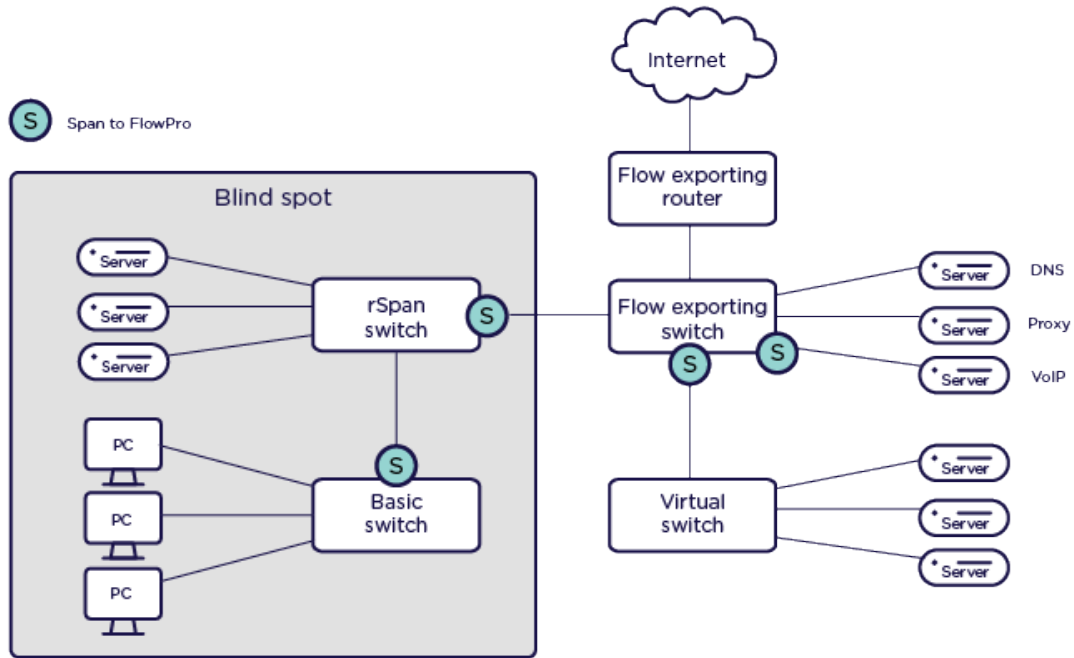 Internet
S
Span to FlowPro
Flow exporting
router
Blind spot
Server
Server
Server
rSpan
switch
S
Flow exporting
switch
S
S
Server
DNS
Server
Proxy
Server
VoIP
PC
PC
PC
S
Basic
switch
Virtual
switch
Server
Server
Server